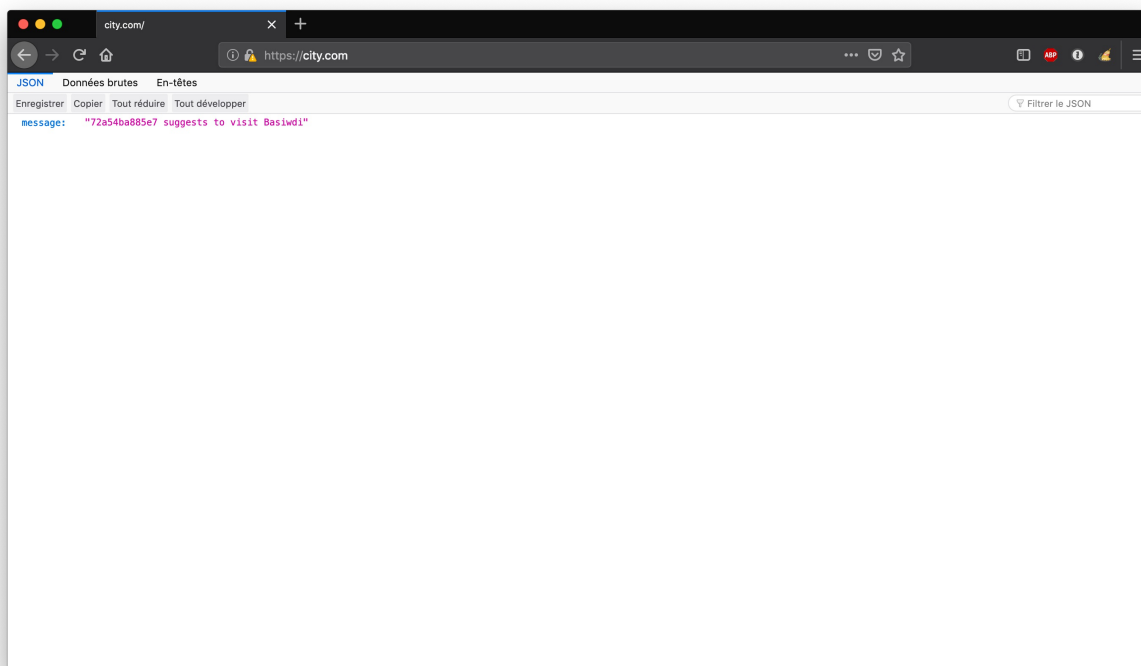 city.com/
https://city.com
ABP
JSON Données brutes En-têtes
Enregistrer Copier Tout réduire Tout développer Filtrer le JSON
message: "72a54ba885e7 suggests to visit Basiwdi"